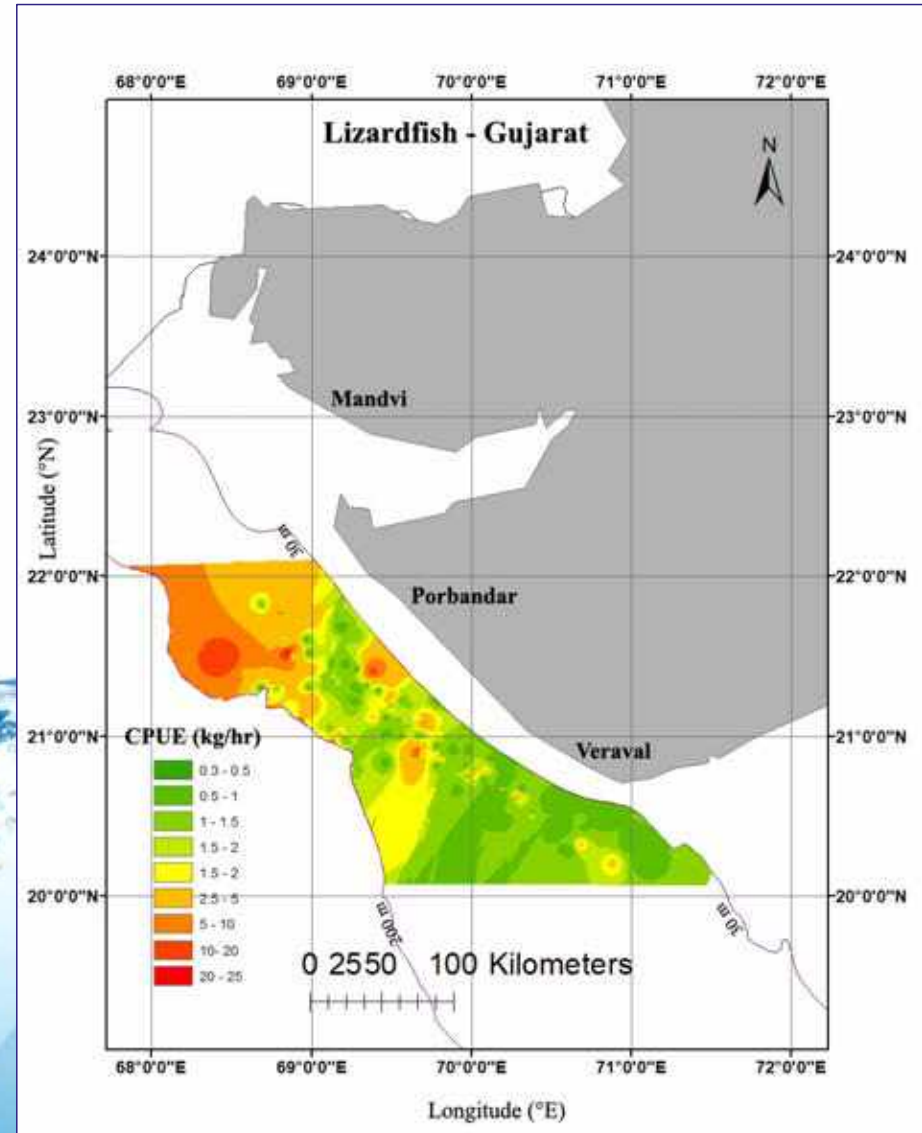 68°0'0"E 69°0'0"E 70°0'0"E 71°0'0"E 72°0'0"E
Lizardfish - Gujarat
N
24°0'0"N 24°0'0"N
23°0'0"N 23°0'0"N
Mandvi
Latitude (°N)
30 m
22°0'0"N 22°0'0"N
Porbandar
21°0'0"N 21°0'0"N
Veraval
CPUE (kg/hr)
0.3 - 0.5
0.5 - 1
1 - 1.5
1.5 - 2
1.5 - 2
2.5 - 5
5 - 10
10- 20
20 - 25
20°0'0"N 20°0'0"N
200 m
30 m
0 2550 100 Kilometers
68°0'0"E 69°0'0"E 70°0'0"E 71°0'0"E 72°0'0"E
Longitude (°E)